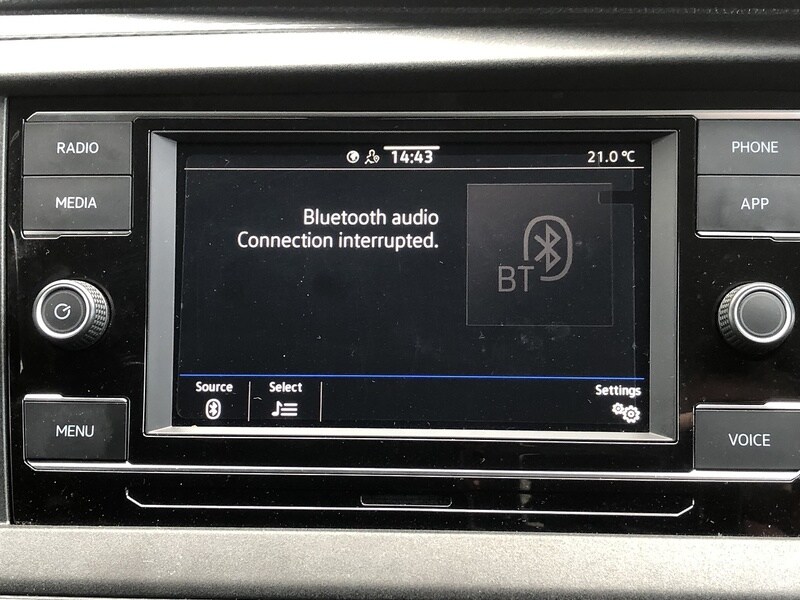 RADIO
MEDIA
MENU
14:43
21.0 °C
Bluetooth audio
Connection interrupted.
BT
Source
Select
Settings
PHONE
APP
VOICE